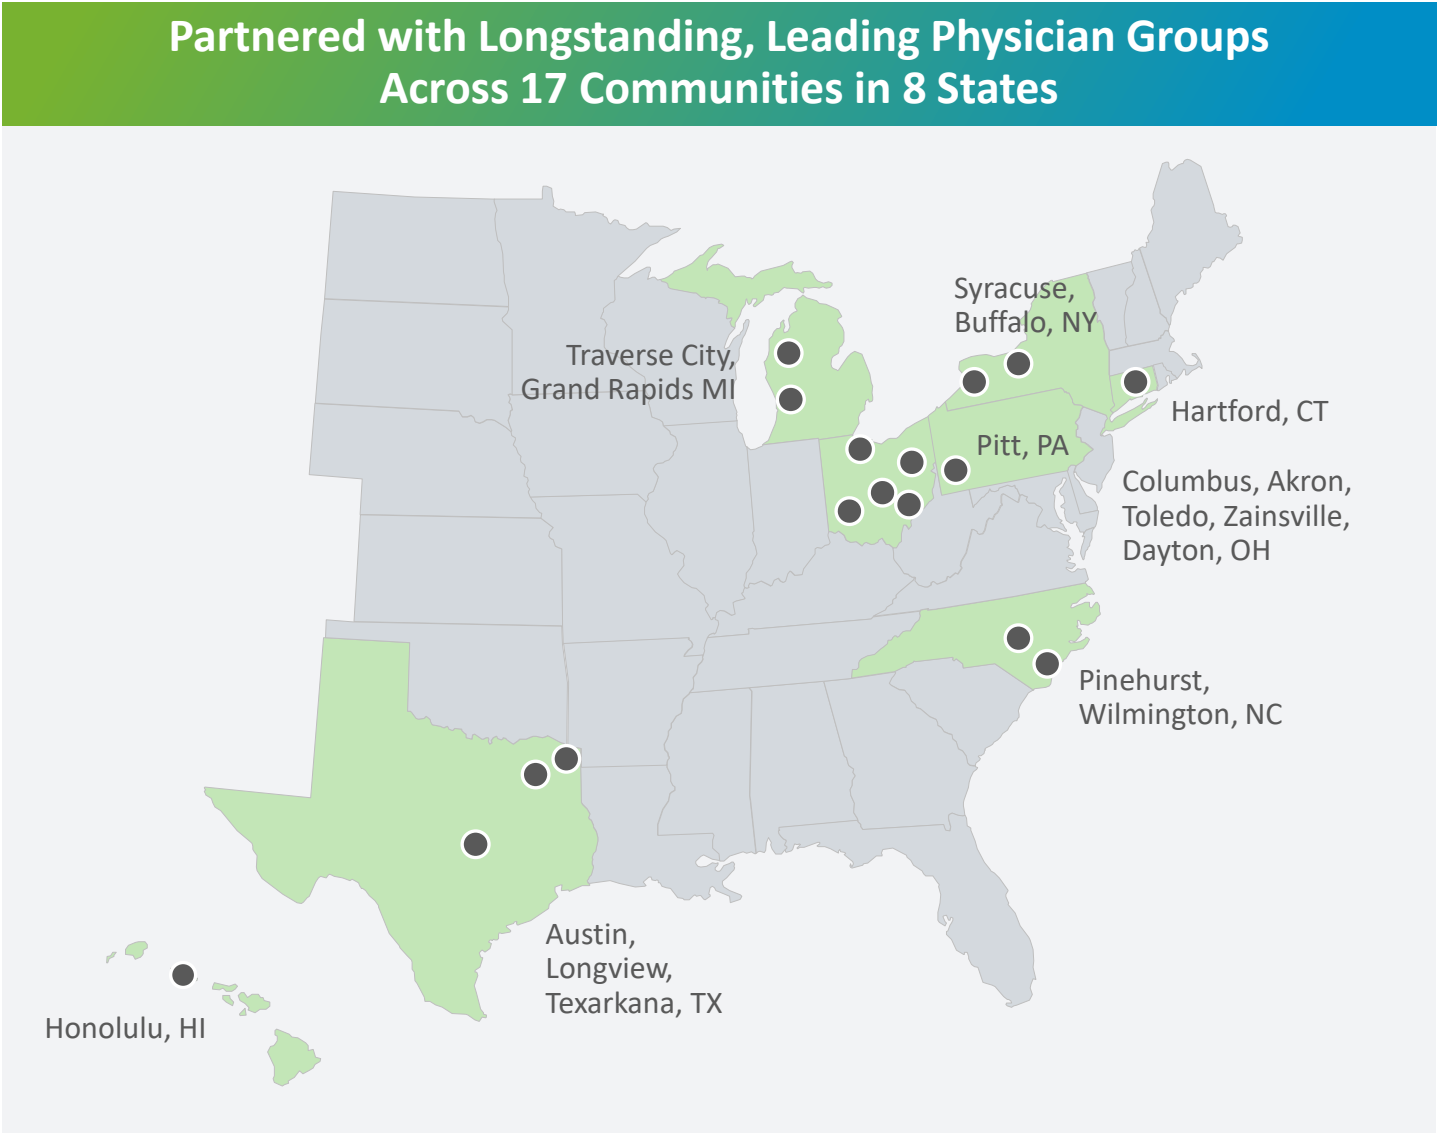 Partnered with Longstanding, Leading Physician Groups
Across 17 Communities in 8 States
Syracuse,
Buffalo, NY
Traverse City,
Grand Rapids MI
Hartford, CT
Pitt, PA
Columbus, Akron,
Toledo, Zainsville,
Dayton, OH
Pinehurst,
Wilmington, NC
Austin,
Longview,
Texarkana, TX
Honolulu, HI